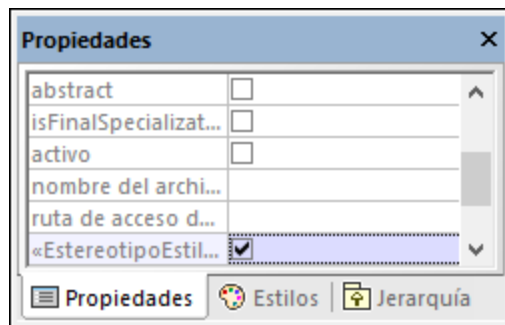 Propiedades
abstract
isFinalSpecializat...
activo
nombre del archi...
ruta de acceso d...
«EstereotipoEstil...
Propiedades Estilos Jerarquía